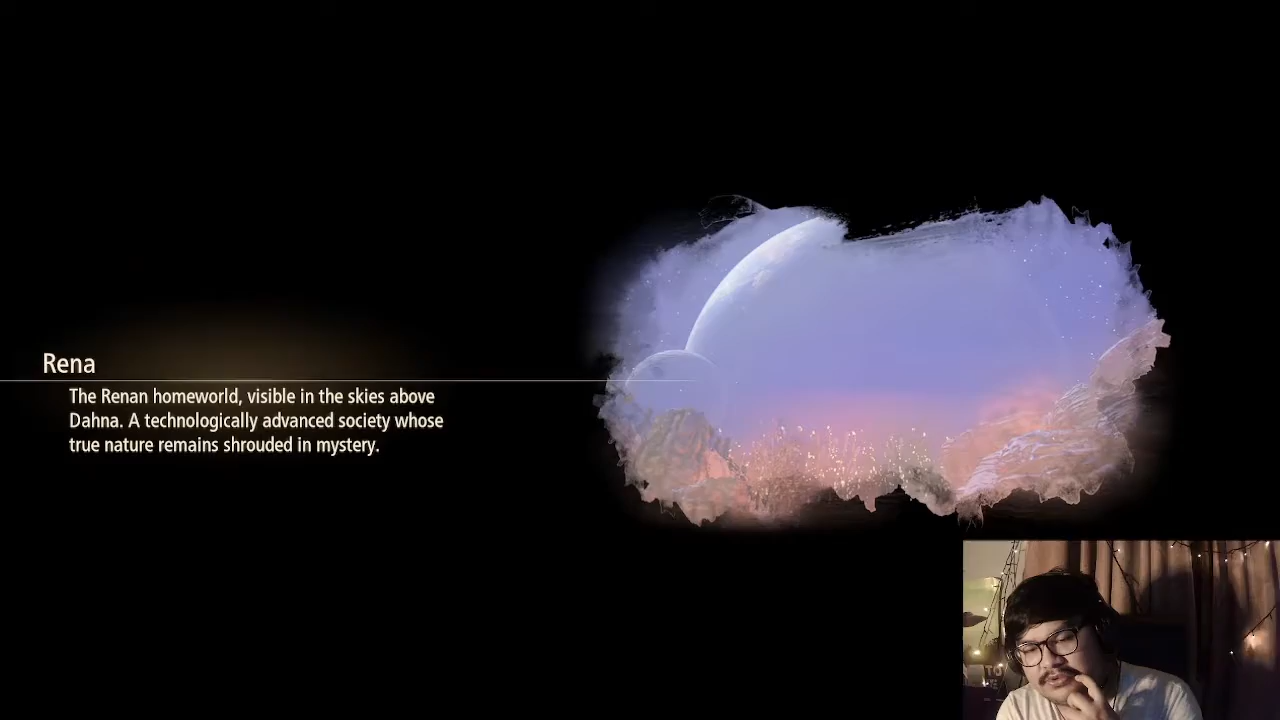 Rena
The Renan homeworld, visible in the skies above
Dahna. A technologically advanced society whose
true nature remains shrouded in mystery.